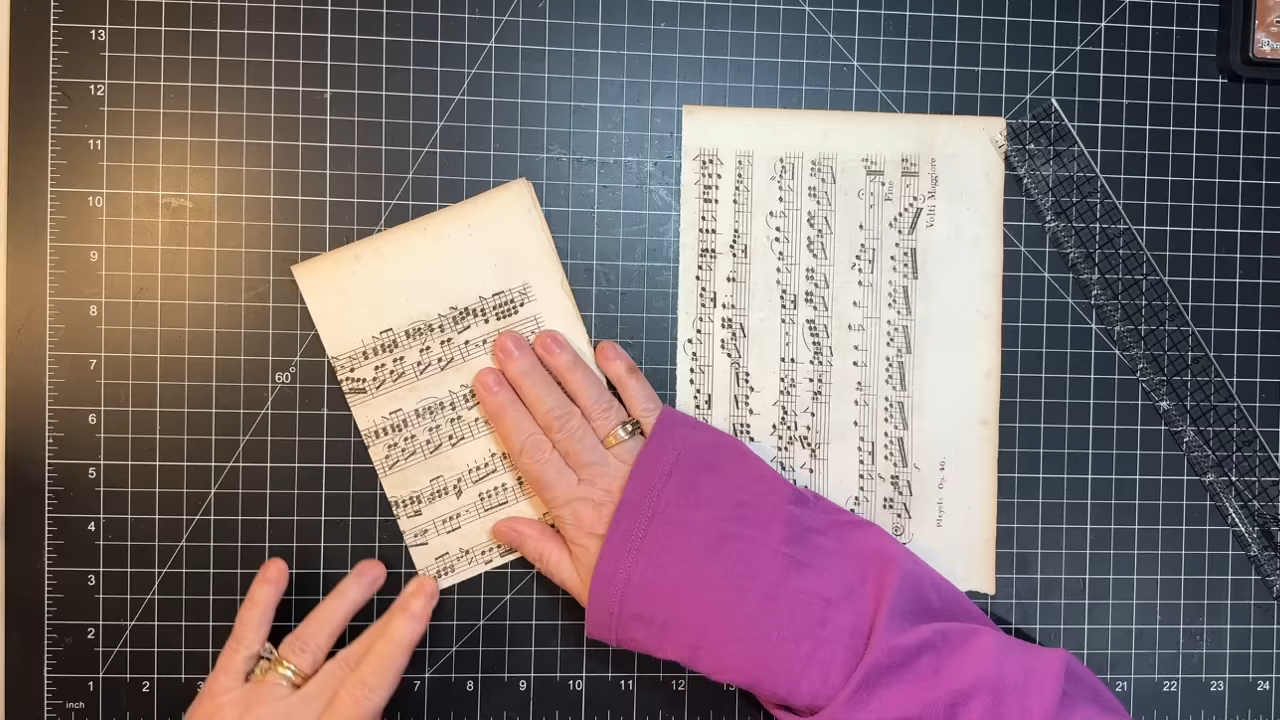 13
12
11
10
9
8
7
6
5
4
3
2
60°
Fine
Volti Maggiore
Pleyels Op. 40.
inch
1 2 3 7 8 9 10 11 12 13 21 22 23 24